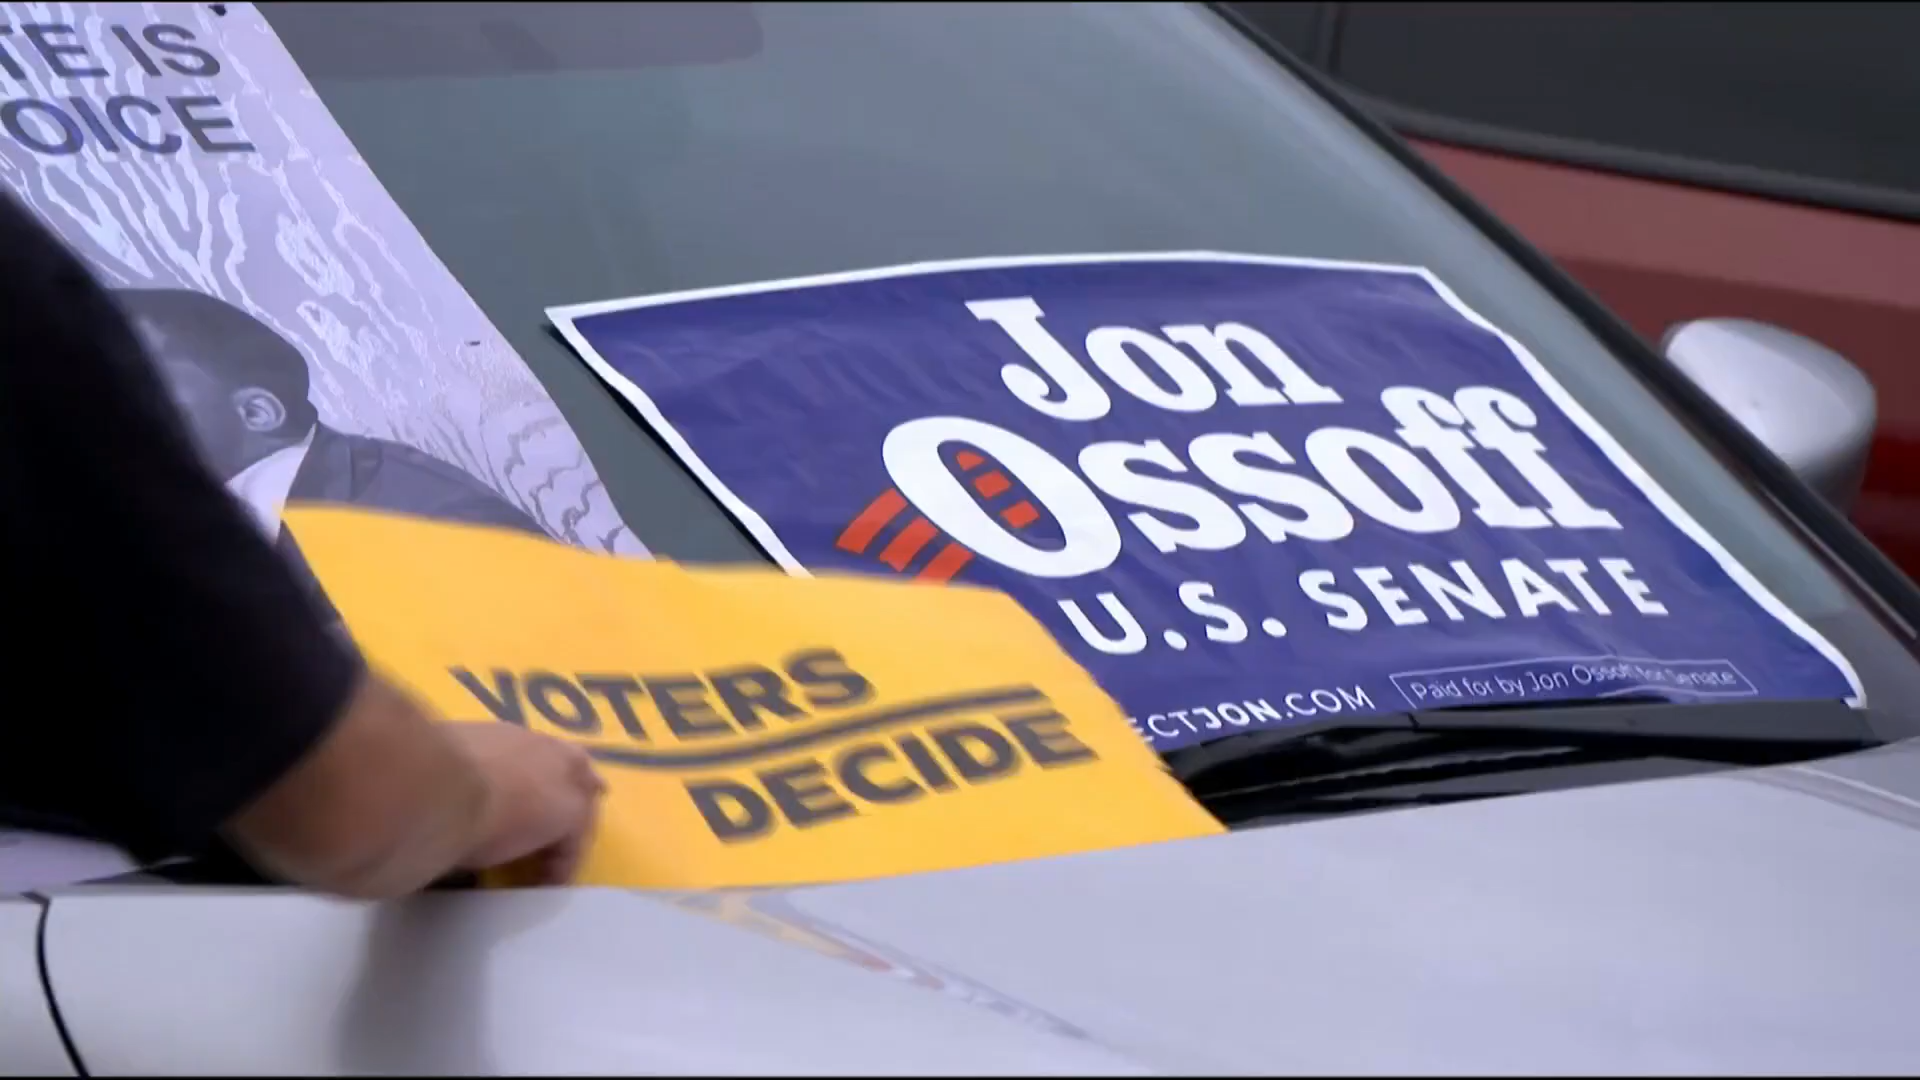 TE IS
OICE
Jon
Ossoff
U.S. SENATE
ECTJON.COM
Paid for by Jon Ossoff for Senate
VOTERS
DECIDE